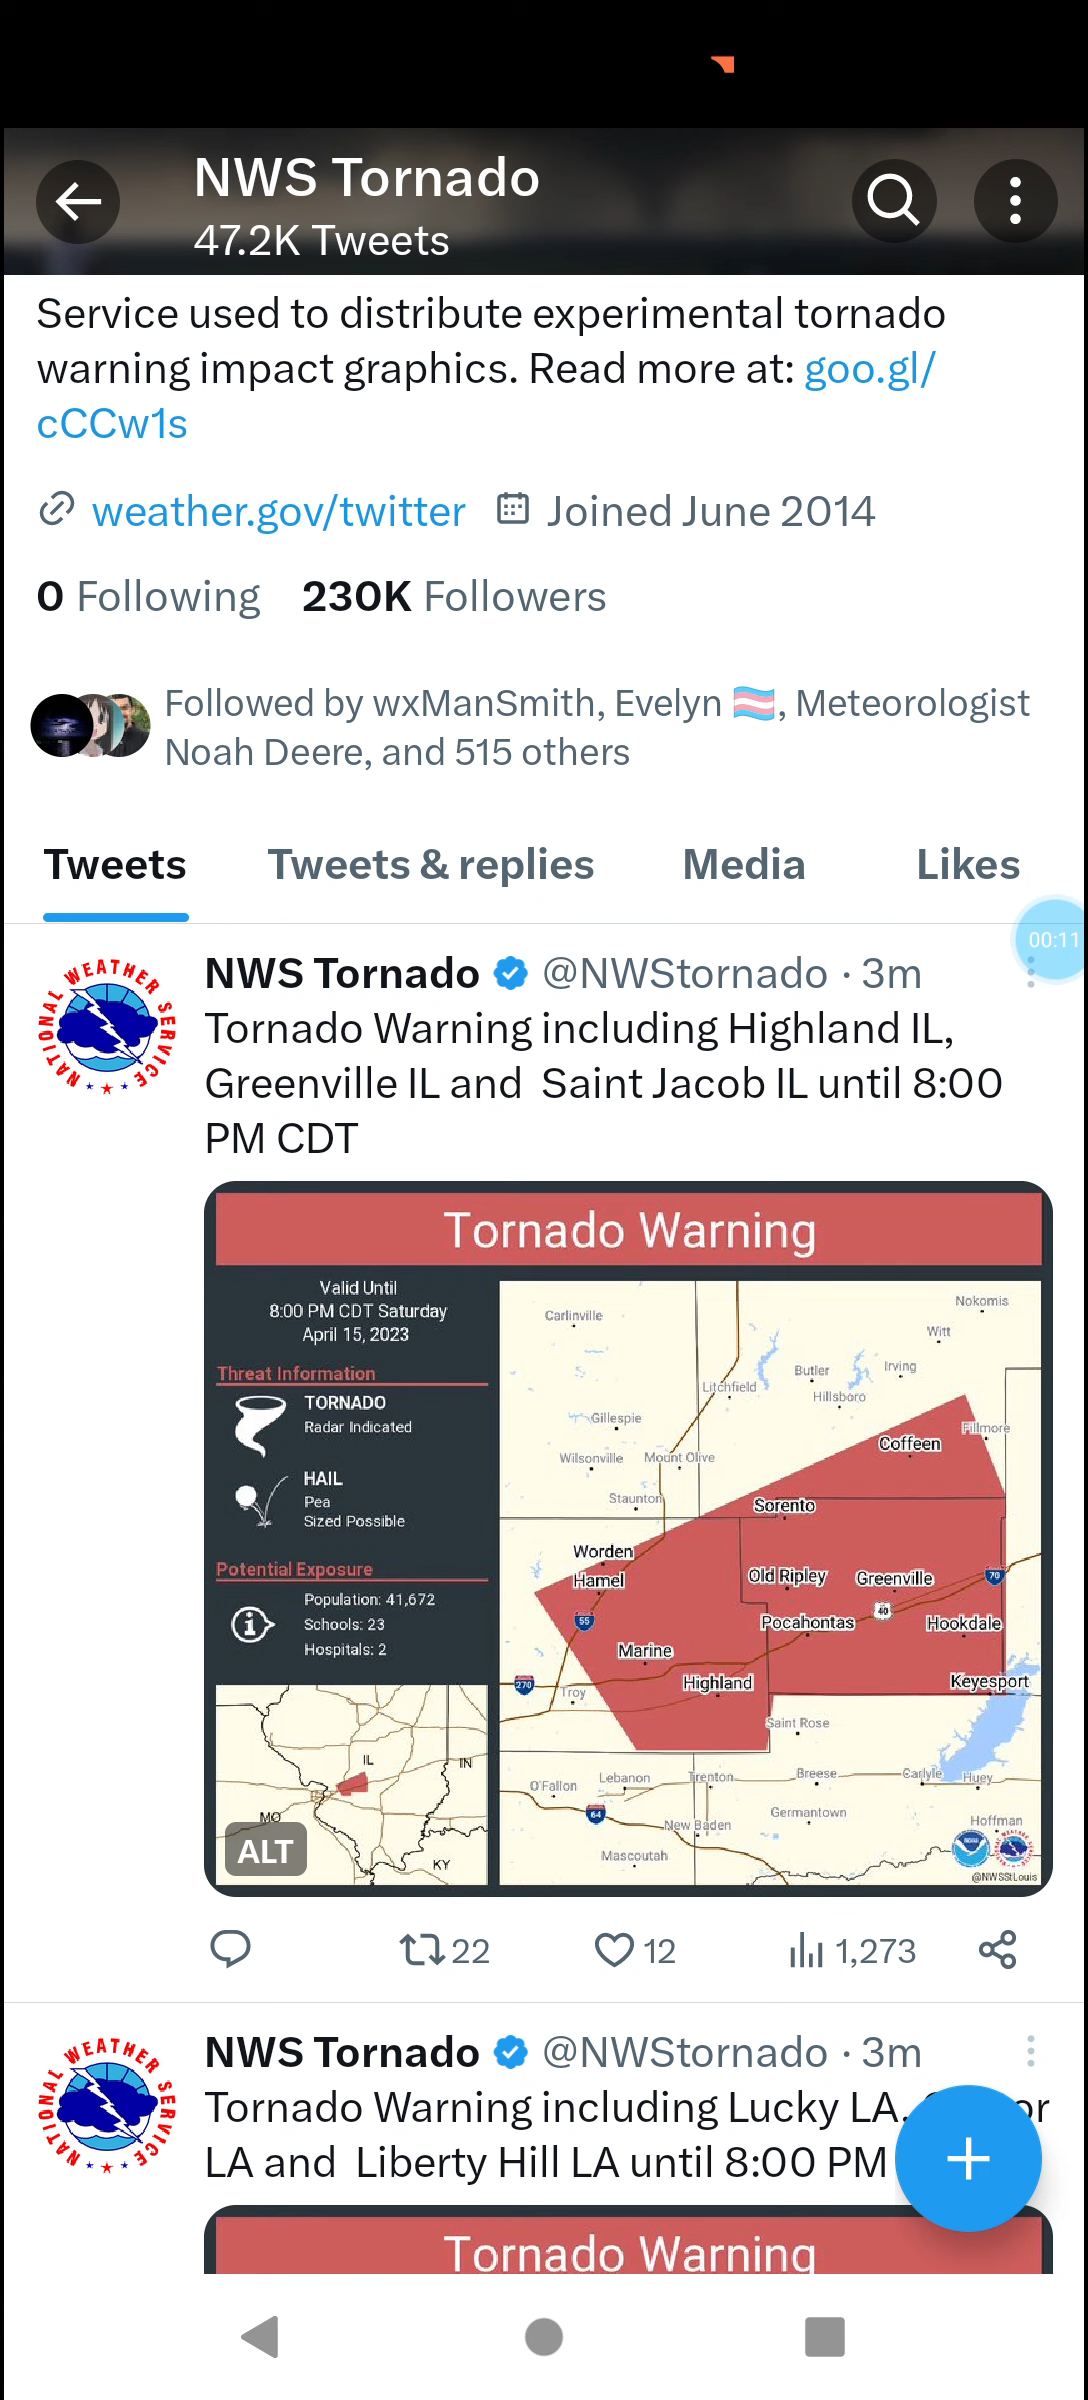 NWS Tornado
47.2K Tweets
Service used to distribute experimental tornado
warning impact graphics. Read more at: goo.gl/
cCCw1s
weather.gov/twitter Joined June 2014
0 Following 230K Followers
Followed by wxManSmith, Evelyn 🏳️‍⚧️, Meteorologist
Noah Deere, and 515 others
Tweets Tweets & replies Media Likes
00:11
NWS Tornado @NWStornado · 3m
NATIONAL WEATHER SERVICE
Tornado Warning including Highland IL,
Greenville IL and Saint Jacob IL until 8:00
PM CDT
Tornado Warning
Valid Until
8:00 PM CDT Saturday
April 15, 2023
Threat Information
TORNADO
Radar Indicated
HAIL
Pea
Sized Possible
Potential Exposure
Population: 41,672
Schools: 23
Hospitals: 2
IL
IN
MO
KY
ALT
Nokomis
Carlinville
Witt
Butler
Irving
Litchfield
Hillsboro
Gillespie
Fillmore
Coffeen
Wilsonville
Mount Olive
Staunton
Sorento
Worden
Hamel
Old Ripley
Greenville
70
55
40
Pocahontas
Hookdale
Marine
270
Highland
Keyesport
Troy
Saint Rose
O'Fallon
Lebanon
Trenton
Breese
Carlyle
Huey
64
Germantown
New Baden
Hoffman
Mascoutah
@NWSStLouis
22 12 1,273
NWS Tornado @NWStornado · 3m
NATIONAL WEATHER SERVICE
Tornado Warning including Lucky LA, or
LA and Liberty Hill LA until 8:00 PM
Tornado Warning